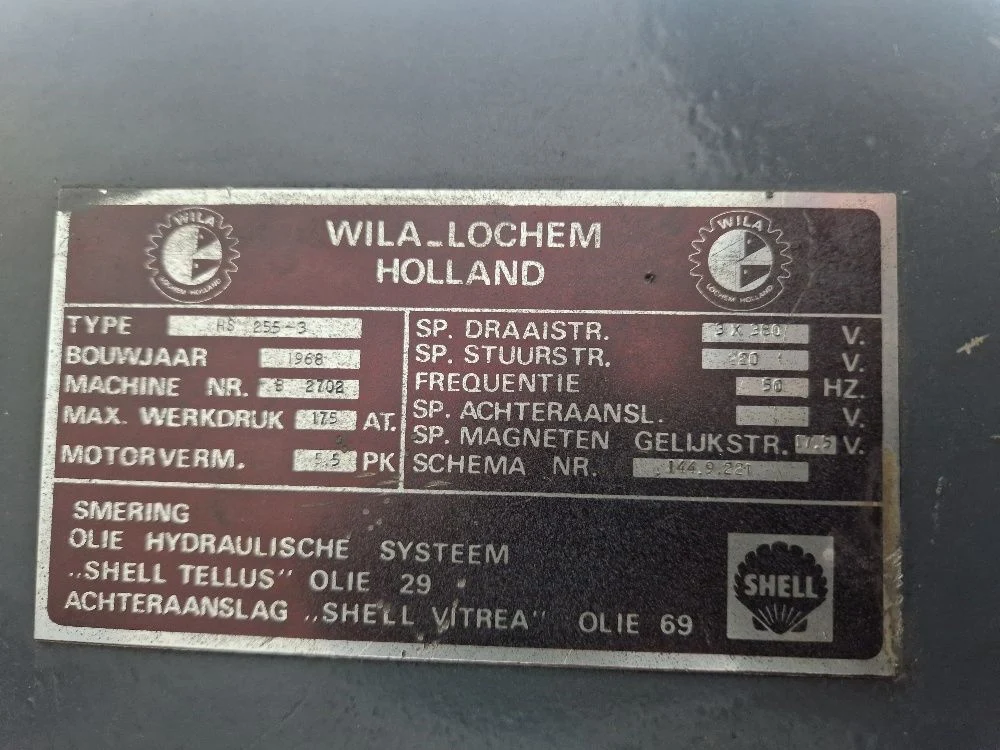 WILA
LOCHEM HOLLAND
WILA-LOCHEM
HOLLAND
WILA
LOCHEM HOLLAND
TYPE HS 255-3
BOUWJAAR 1968
MACHINE NR. 2702
MAX. WERKDRUK 175 AT.
MOTORVERM. 5.5 PK
SP. DRAAISTR. 3 X 380 V.
SP. STUURSTR. V.
FREQUENTIE 50 HZ.
SP. ACHTERAANSL. V.
SP. MAGNETEN GELIJKSTR. V.
SCHEMA NR. 144.9.221
SMERING
OLIE HYDRAULISCHE SYSTEEM
„SHELL TELLUS" OLIE 29
ACHTERAANSLAG „SHELL VITREA" OLIE 69
SHELL